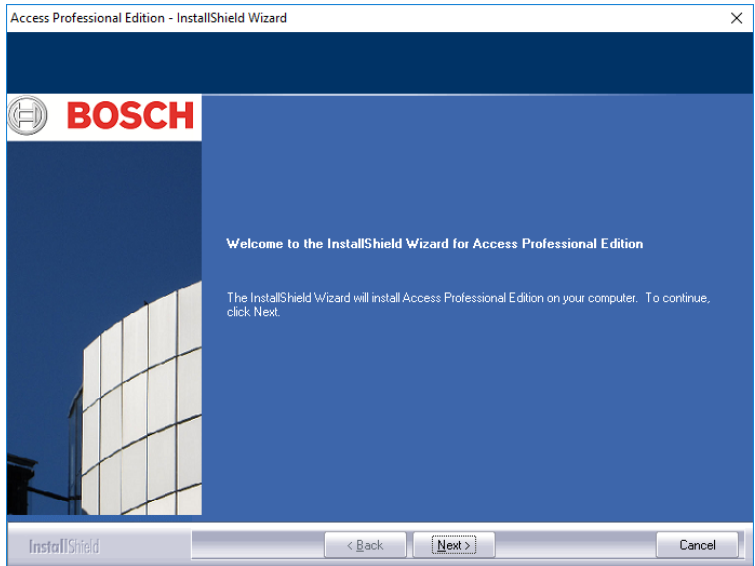 Access Professional Edition - InstallShield Wizard
BOSCH
Welcome to the InstallShield Wizard for Access Professional Edition
The InstallShield Wizard will install Access Professional Edition on your computer. To continue,
click Next.
InstallShield
< Back
Next >
Cancel